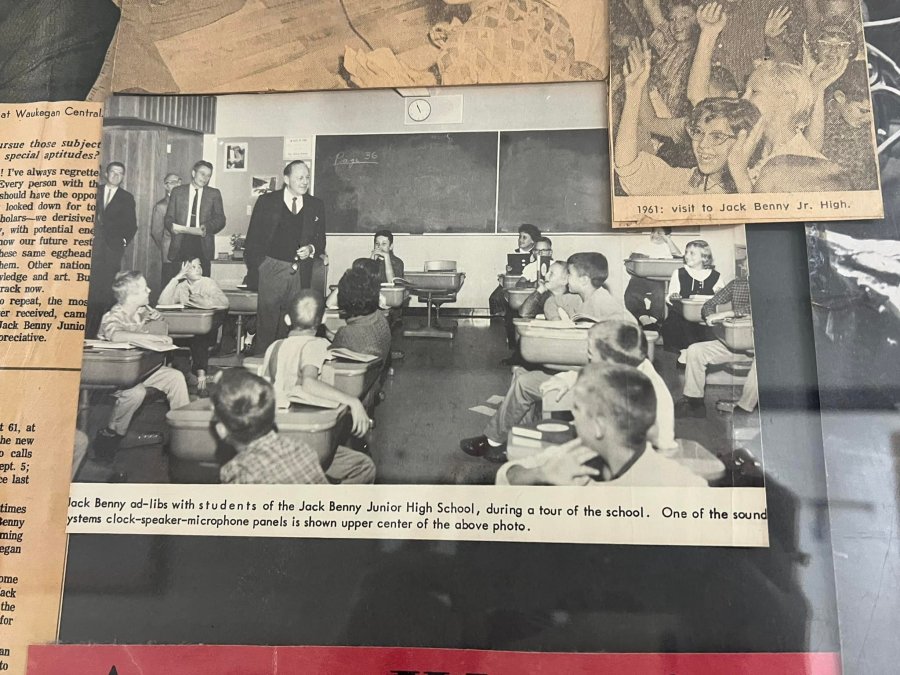 at Waukegan Central.
ursue those subject
special aptitudes?
! I've always regrette
Every person with th
should have the oppor
looked down for to
holars—we derisivel
, with potential ene
now our future rest
hese same egghead
hem. Other nation
wledge and art. Bu
rack now.
o repeat, the mos
er received, cam
Jack Benny Junio
preciative.
t 61, at
the new
o calls
ept. 5;
ce last
times
Benny
ming
egan
ome
ack
the
for
an
to
Page 36
1961: visit to Jack Benny Jr. High.
Jack Benny ad-libs with students of the Jack Benny Junior High School, during a tour of the school. One of the sound
ystems clock-speaker-microphone panels is shown upper center of the above photo.